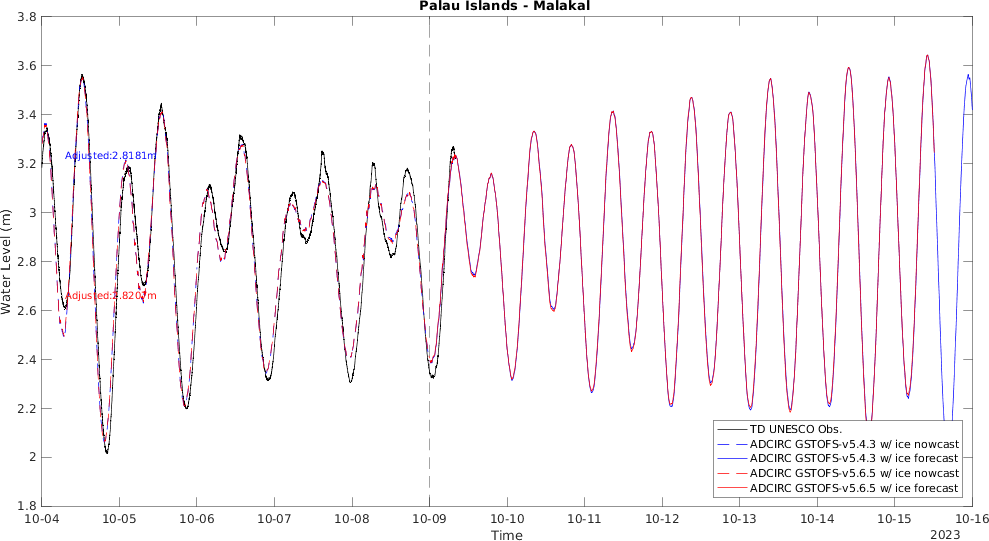 Palau Islands - Malakal
3.8
3.6
3.4
3.2
3
2.8
2.6
2.4
2.2
2
1.8
Water Level (m)
Adjusted:2.8181m
Adjusted:2.8207m
TD UNESCO Obs.
ADCIRC GSTOFS-v5.4.3 w/ ice nowcast
ADCIRC GSTOFS-v5.4.3 w/ ice forecast
ADCIRC GSTOFS-v5.6.5 w/ ice nowcast
ADCIRC GSTOFS-v5.6.5 w/ ice forecast
10-04 10-05 10-06 10-07 10-08 10-09 10-10 10-11 10-12 10-13 10-14 10-15 10-16
Time
2023